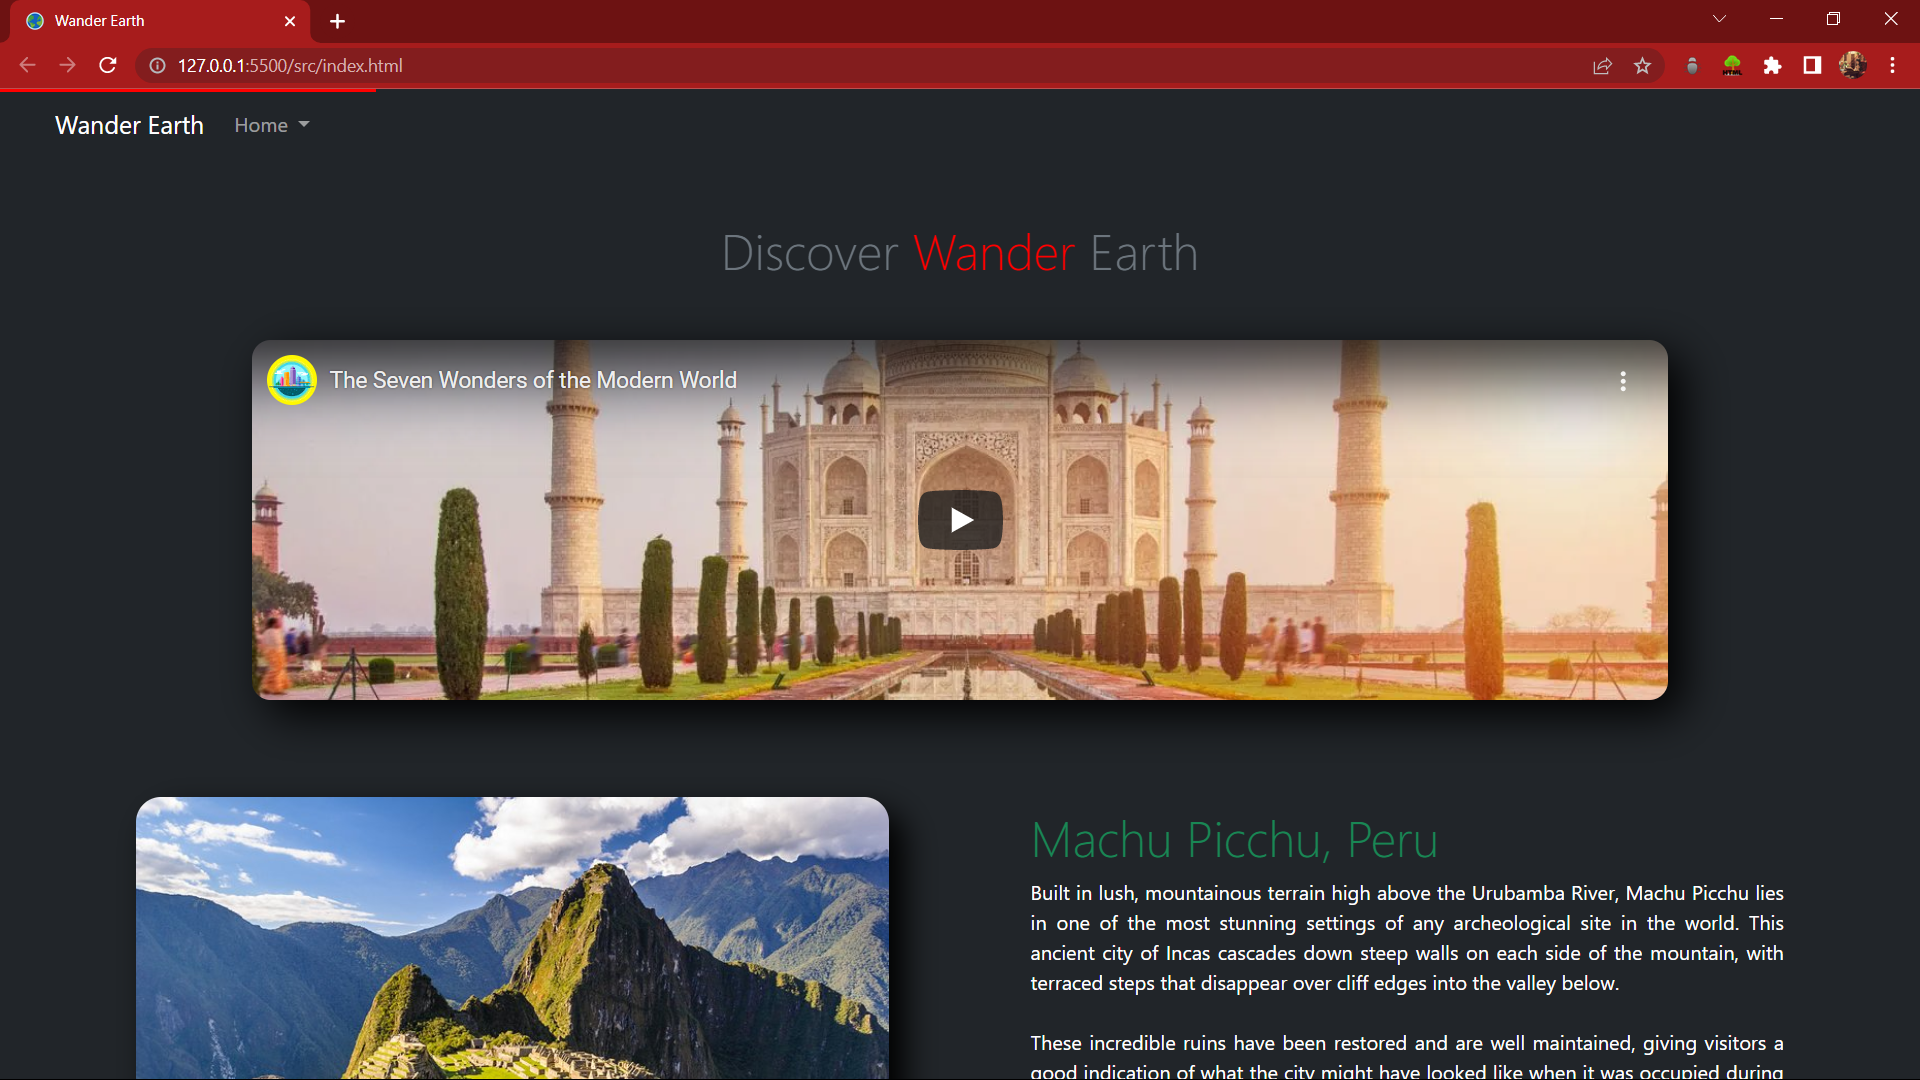 Wander Earth
127.0.0.1:5500/src/index.html
Wander Earth Home
Discover Wander Earth
The Seven Wonders of the Modern World
Machu Picchu, Peru
Built in lush, mountainous terrain high above the Urubamba River, Machu Picchu lies
in one of the most stunning settings of any archeological site in the world. This
ancient city of Incas cascades down steep walls on each side of the mountain, with
terraced steps that disappear over cliff edges into the valley below.
These incredible ruins have been restored and are well maintained, giving visitors a
good indication of what the city might have looked like when it was occupied during